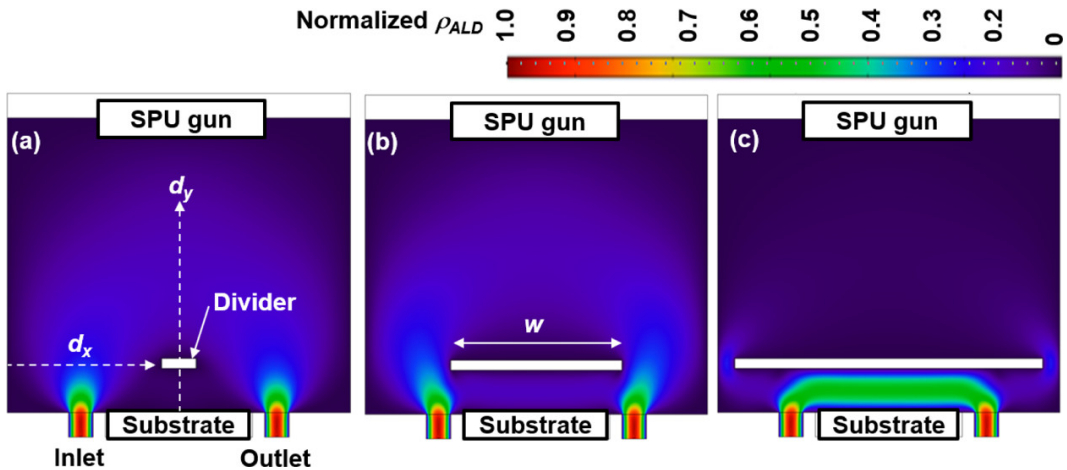 Normalized ρALD
1.0 0.9 0.8 0.7 0.6 0.5 0.4 0.3 0.2 0
SPU gun
(a)
dy
Divider
dx
Substrate
Inlet
Outlet
SPU gun
(b)
w
Substrate
SPU gun
(c)
Substrate